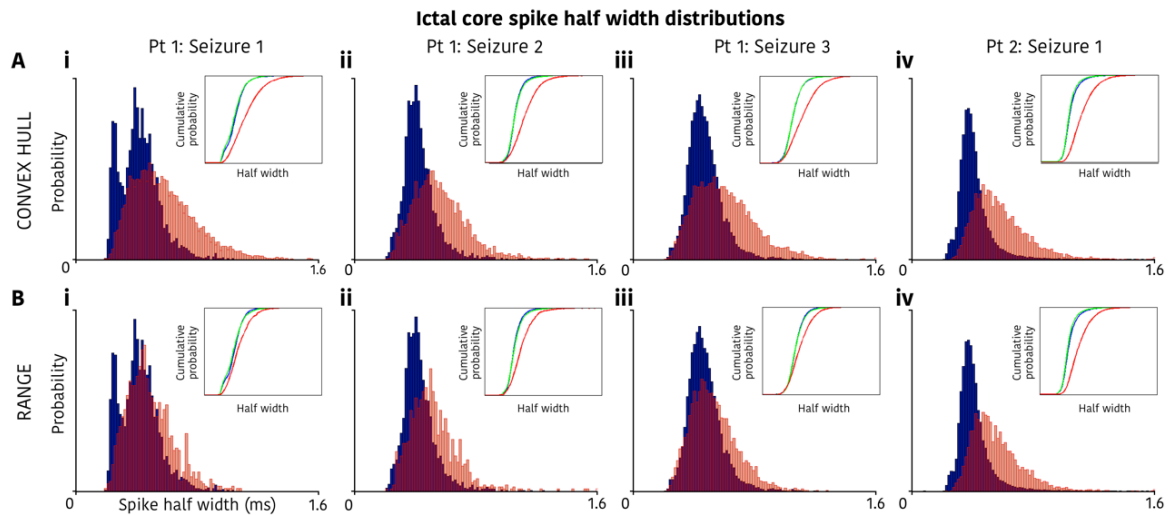 Ictal core spike half width distributions
Pt 1: Seizure 1
Pt 1: Seizure 2
Pt 1: Seizure 3
Pt 2: Seizure 1
A
i
ii
iii
iv
CONVEX HULL
Probability
Cumulative
probability
Half width
Cumulative
probability
Half width
Cumulative
probability
Half width
Cumulative
probability
Half width
0
1.6
0
1.6
0
1.6
0
1.6
B
i
ii
iii
iv
RANGE
Probability
Cumulative
probability
Half width
Cumulative
probability
Half width
Cumulative
probability
Half width
Cumulative
probability
Half width
0
Spike half width (ms)
1.6
0
1.6
0
1.6
0
1.6